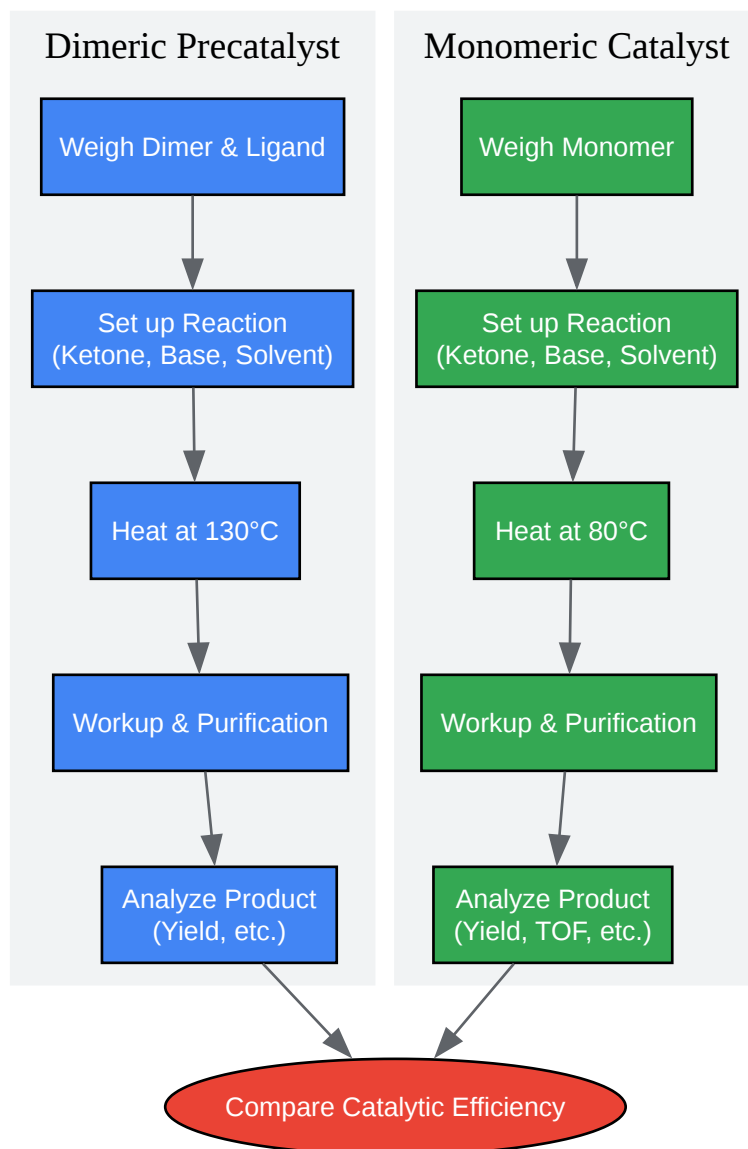 Dimeric Precatalyst
Weigh Dimer & Ligand
Set up Reaction
(Ketone, Base, Solvent)
Heat at 130°C
Workup & Purification
Analyze Product
(Yield, etc.)
Monomeric Catalyst
Weigh Monomer
Set up Reaction
(Ketone, Base, Solvent)
Heat at 80°C
Workup & Purification
Analyze Product
(Yield, TOF, etc.)
Compare Catalytic Efficiency